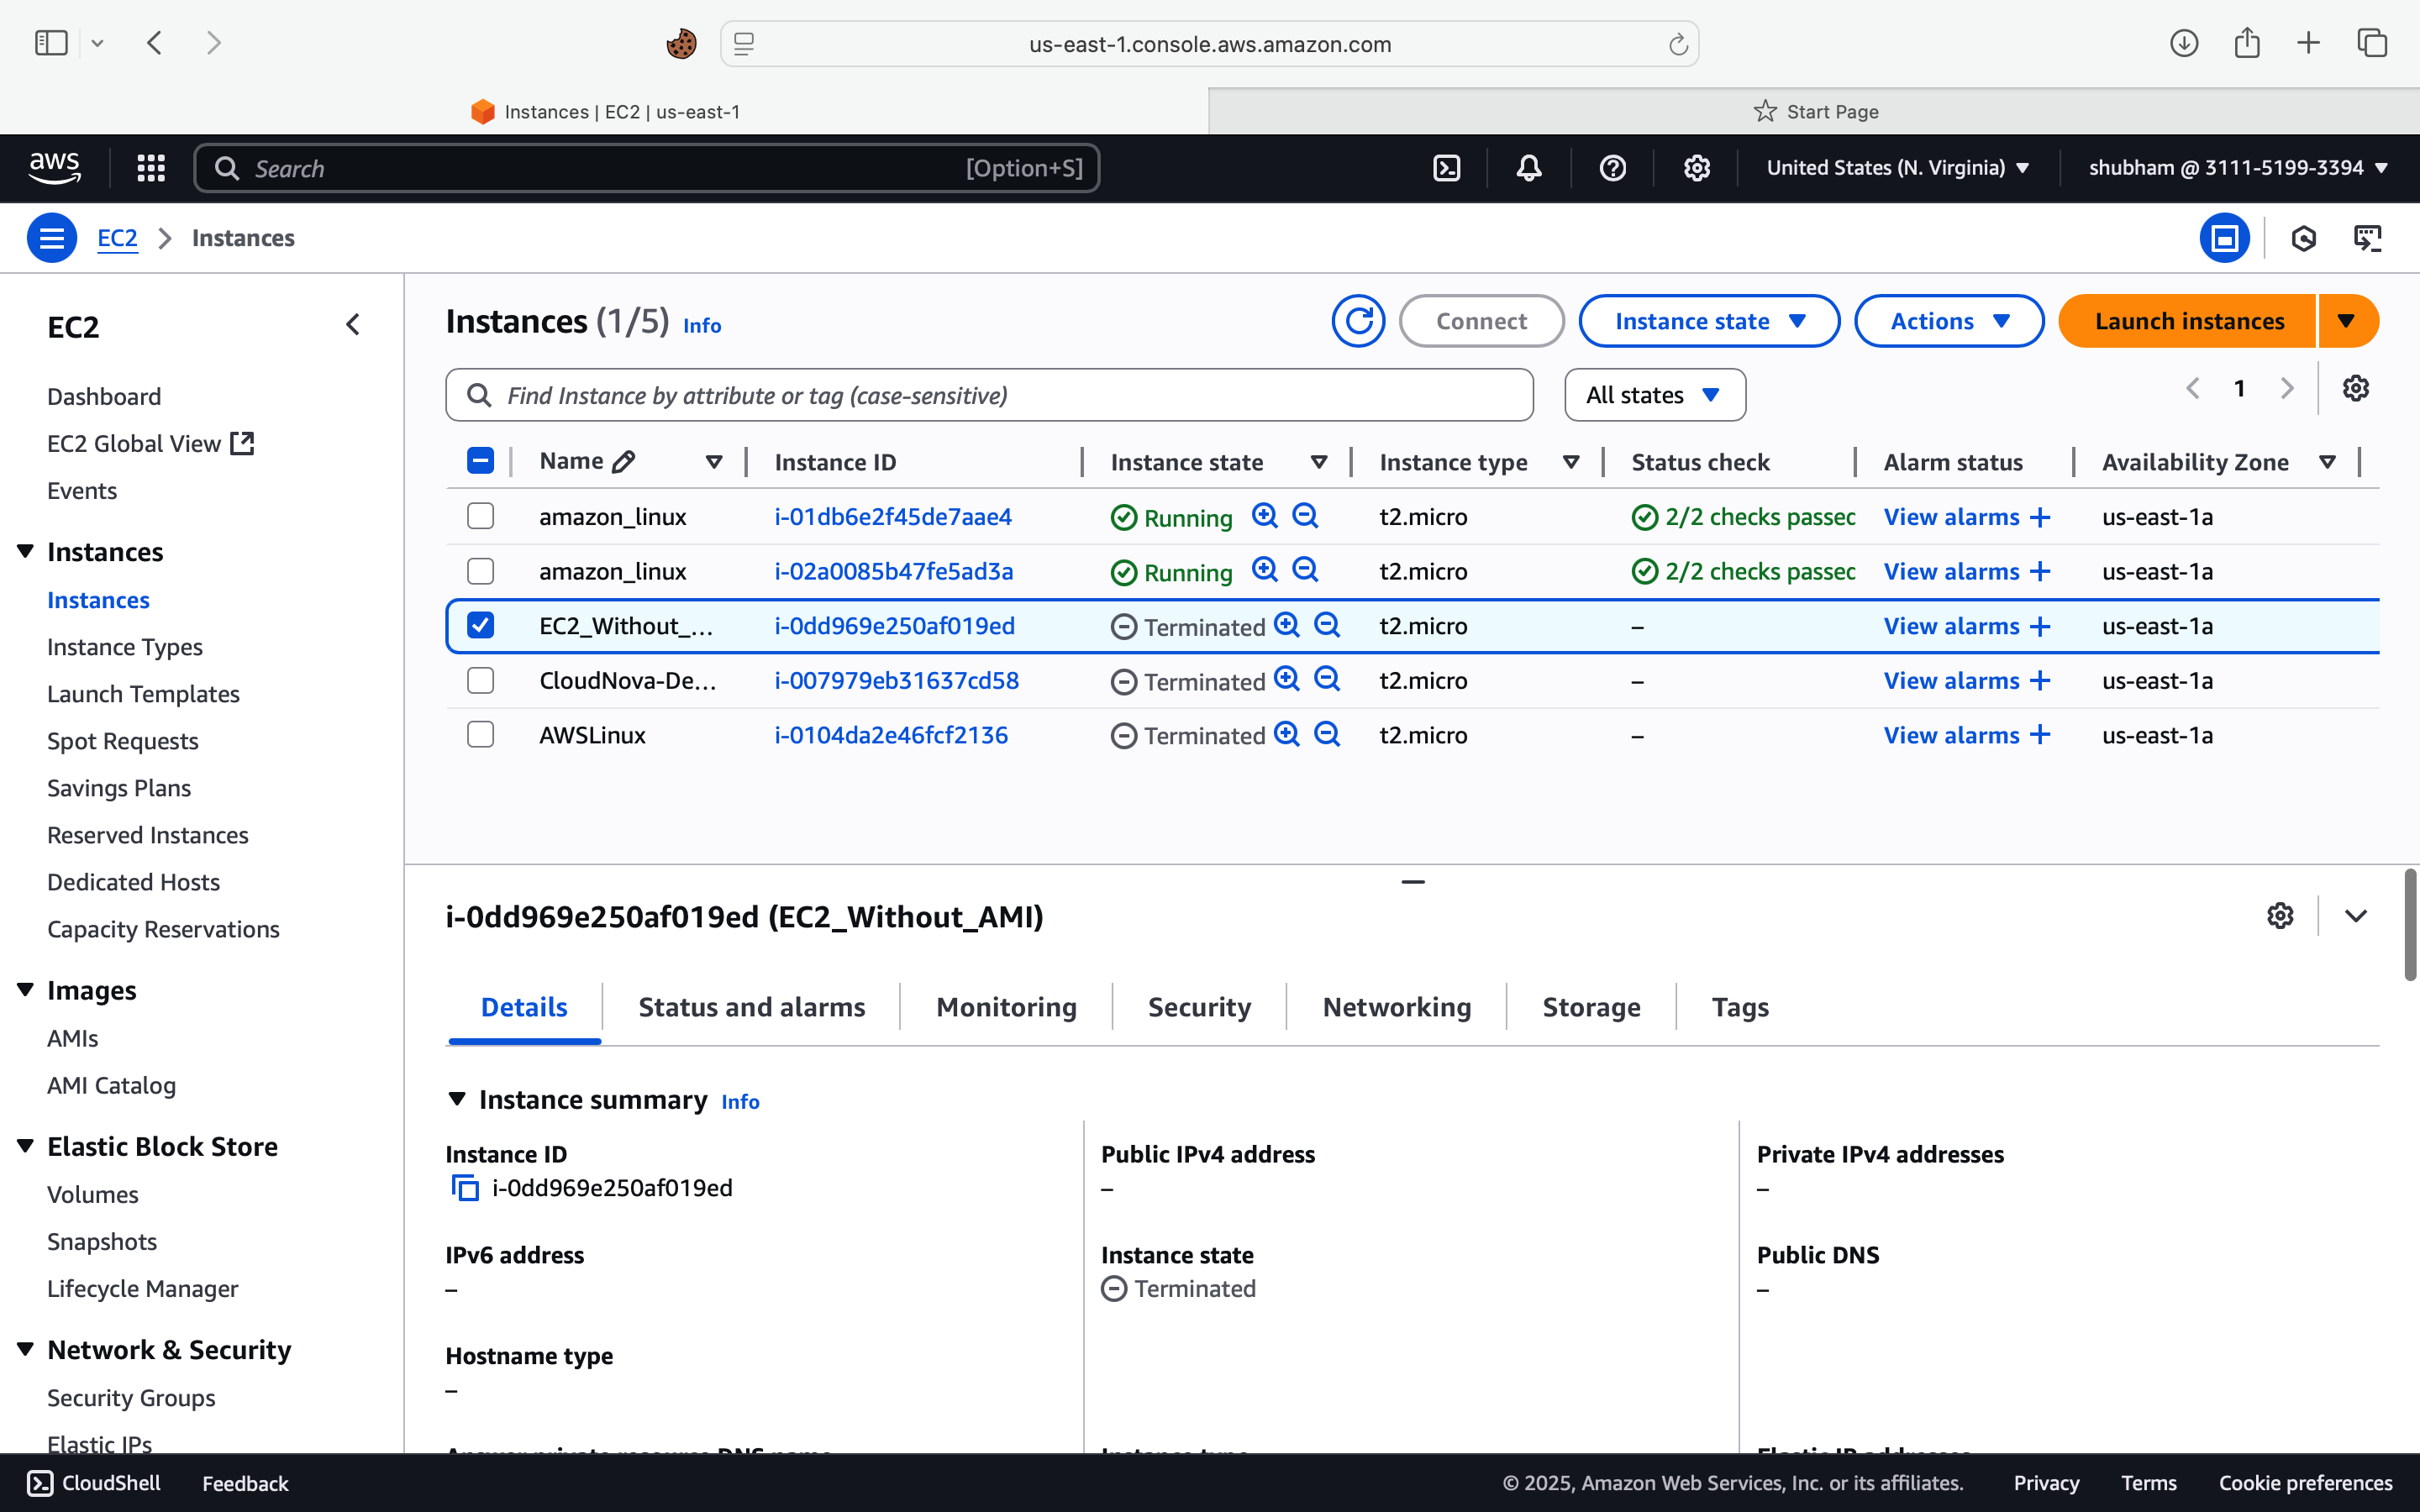 us-east-1.console.aws.amazon.com
Instances | EC2 | us-east-1
Start Page
aws
Search
[Option+S]
United States (N. Virginia)
shubham @ 3111-5199-3394
EC2
Instances
EC2
Dashboard
EC2 Global View
Events
Instances
Instances
Instance Types
Launch Templates
Spot Requests
Savings Plans
Reserved Instances
Dedicated Hosts
Capacity Reservations
Images
AMIs
AMI Catalog
Elastic Block Store
Volumes
Snapshots
Lifecycle Manager
Network & Security
Security Groups
Elastic IPs
Instances (1/5) Info
Connect
Instance state
Actions
Launch instances
Find Instance by attribute or tag (case-sensitive)
All states
1
Name Instance ID Instance state Instance type Status check Alarm status Availability Zone
amazon_linux i-01db6e2f45de7aae4 Running t2.micro 2/2 checks passec View alarms + us-east-1a
amazon_linux i-02a0085b47fe5ad3a Running t2.micro 2/2 checks passec View alarms + us-east-1a
EC2_Without_... i-0dd969e250af019ed Terminated t2.micro – View alarms + us-east-1a
CloudNova-De... i-007979eb31637cd58 Terminated t2.micro – View alarms + us-east-1a
AWSLinux i-0104da2e46fcf2136 Terminated t2.micro – View alarms + us-east-1a
i-0dd969e250af019ed (EC2_Without_AMI)
Details
Status and alarms
Monitoring
Security
Networking
Storage
Tags
Instance summary Info
Instance ID
i-0dd969e250af019ed
Public IPv4 address
–
Private IPv4 addresses
–
IPv6 address
–
Instance state
Terminated
Public DNS
–
Hostname type
–
Answer private resource DNS name
Instance type
Elastic IP addresses
CloudShell
Feedback
© 2025, Amazon Web Services, Inc. or its affiliates.
Privacy
Terms
Cookie preferences